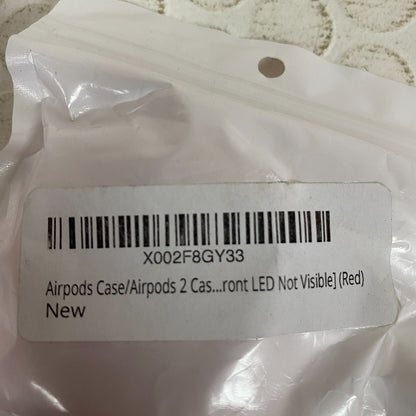 X002F8GY33
Airpods Case/Airpods 2 Cas...ront LED Not Visible] (Red)
New